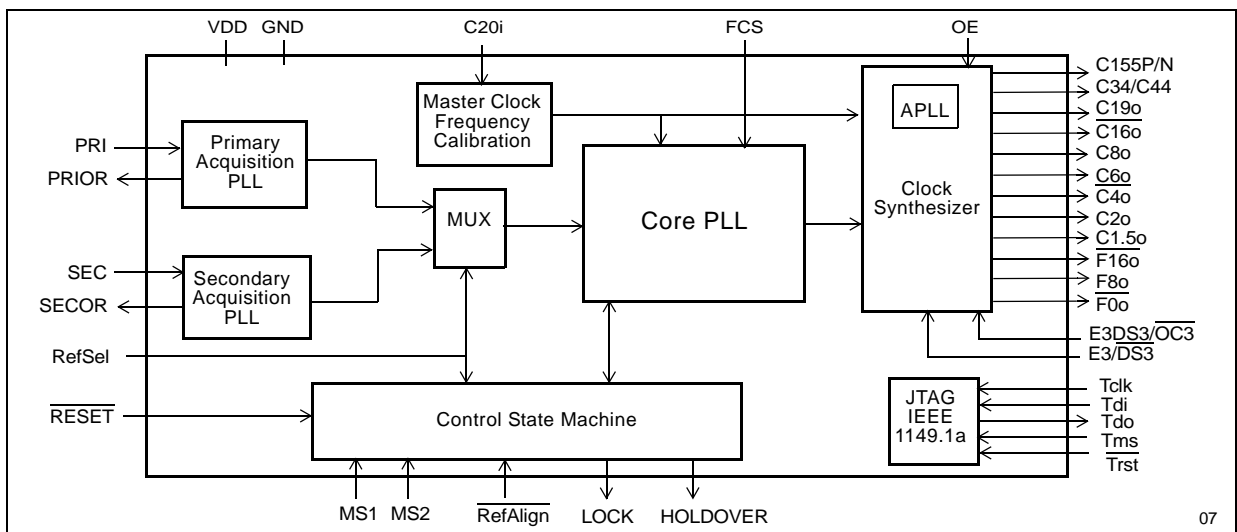 VDD GND C20i FCS OE
Master Clock
Frequency
Calibration
APLL
Clock
Synthesizer
C155P/N
C34/C44
C19o
C16o
C8o
C6o
C4o
C2o
C1.5o
F16o
F8o
F0o
E3DS3/OC3
E3/DS3
PRI
PRIOR
Primary
Acquisition
PLL
MUX
Core PLL
SEC
SECOR
Secondary
Acquisition
PLL
RefSel
RESET
Control State Machine
JTAG
IEEE
1149.1a
Tclk
Tdi
Tdo
Tms
Trst
MS1 MS2 RefAlign LOCK HOLDOVER
07